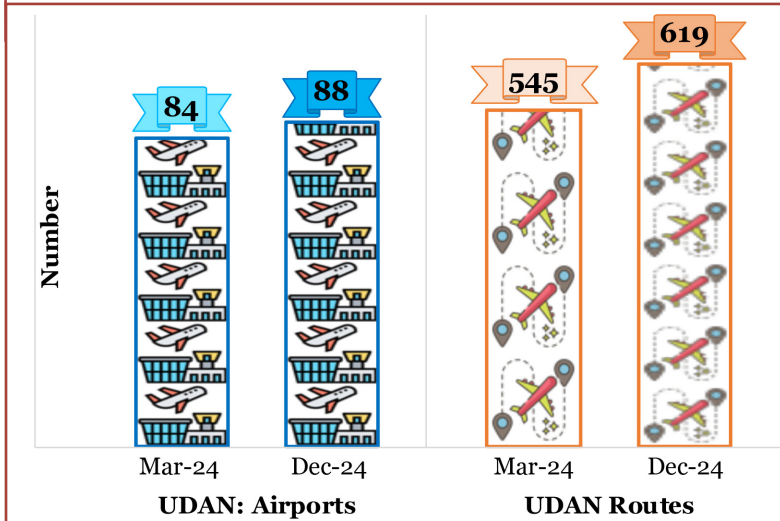 Number
84
88
545
619
Mar-24
Dec-24
Mar-24
Dec-24
UDAN: Airports
UDAN Routes